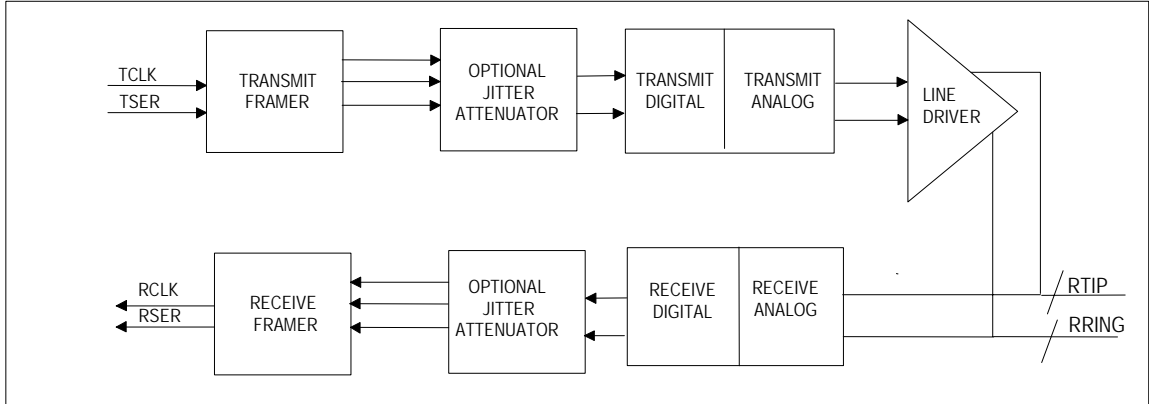 TCLK
TSER
TRANSMIT
FRAMER
OPTIONAL
JITTER
ATTENUATOR
TRANSMIT
DIGITAL
TRANSMIT
ANALOG
LINE
DRIVER
RCLK
RSER
RECEIVE
FRAMER
OPTIONAL
JITTER
ATTENUATOR
RECEIVE
DIGITAL
RECEIVE
ANALOG
RTIP
RRING